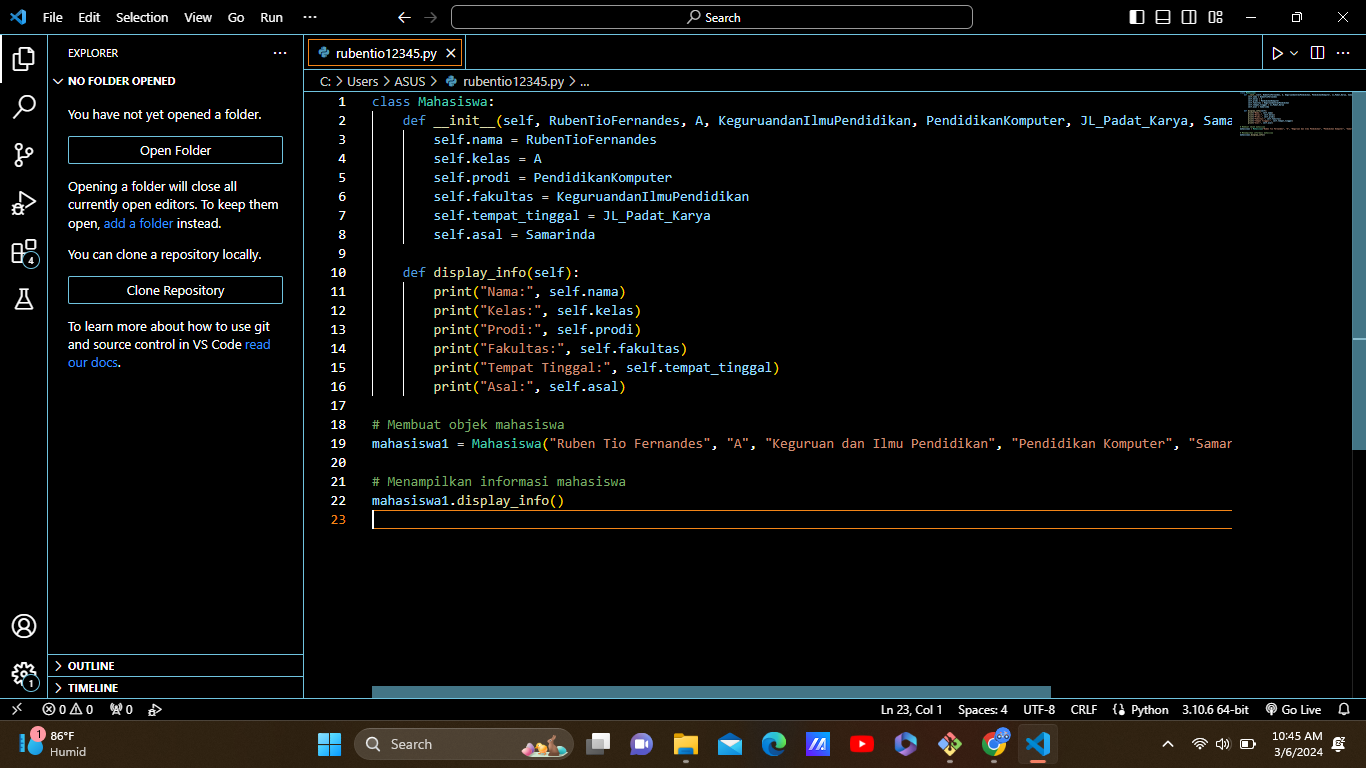 File Edit Selection View Go Run ···
Search
EXPLORER ···
NO FOLDER OPENED
You have not yet opened a folder.
Open Folder
Opening a folder will close all
currently open editors. To keep them
open, add a folder instead.
You can clone a repository locally.
Clone Repository
To learn more about how to use git
and source control in VS Code read
our docs.
4
OUTLINE
TIMELINE
1
rubentio12345.py
C: > Users > ASUS > rubentio12345.py > ...
1 class Mahasiswa:
2     def __init__(self, RubenTioFernandes, A, KeguruandanIlmuPendidikan, PendidikanKomputer, JL_Padat_Karya, Sama
3         self.nama = RubenTioFernandes
4         self.kelas = A
5         self.prodi = PendidikanKomputer
6         self.fakultas = KeguruandanIlmuPendidikan
7         self.tempat_tinggal = JL_Padat_Karya
8         self.asal = Samarinda
9
10     def display_info(self):
11         print("Nama:", self.nama)
12         print("Kelas:", self.kelas)
13         print("Prodi:", self.prodi)
14         print("Fakultas:", self.fakultas)
15         print("Tempat Tinggal:", self.tempat_tinggal)
16         print("Asal:", self.asal)
17
18 # Membuat objek mahasiswa
19 mahasiswa1 = Mahasiswa("Ruben Tio Fernandes", "A", "Keguruan dan Ilmu Pendidikan", "Pendidikan Komputer", "Samar
20
21 # Menampilkan informasi mahasiswa
22 mahasiswa1.display_info()
23
0 0 0 Ln 23, Col 1 Spaces: 4 UTF-8 CRLF Python 3.10.6 64-bit Go Live
1 86°F
Humid
Search
10:45 AM
3/6/2024